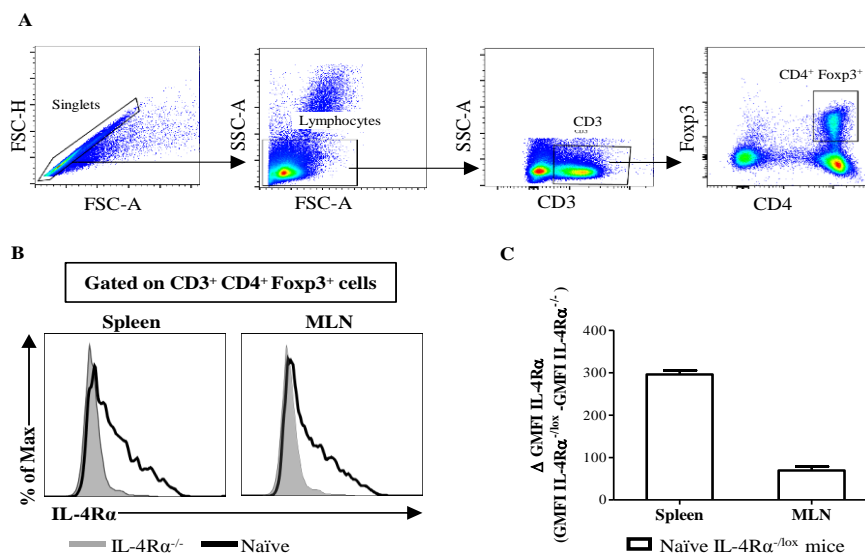 A
Singlets
FSC-H
FSC-A
Lymphocytes
SSC-A
FSC-A
CD3
SSC-A
CD3
CD4⁺ Foxp3⁺
Foxp3
CD4
B
Gated on CD3⁺ CD4⁺ Foxp3⁺ cells
Spleen MLN
% of Max
IL-4Rα
IL-4Rα⁻/⁻ Naïve
C
Δ GMFI IL-4Rα
(GMFI IL-4Rα⁻/lox -GMFI IL-4Rα⁻/⁻)
400
300
200
100
0
Spleen MLN
Naïve IL-4Rα⁻/lox mice